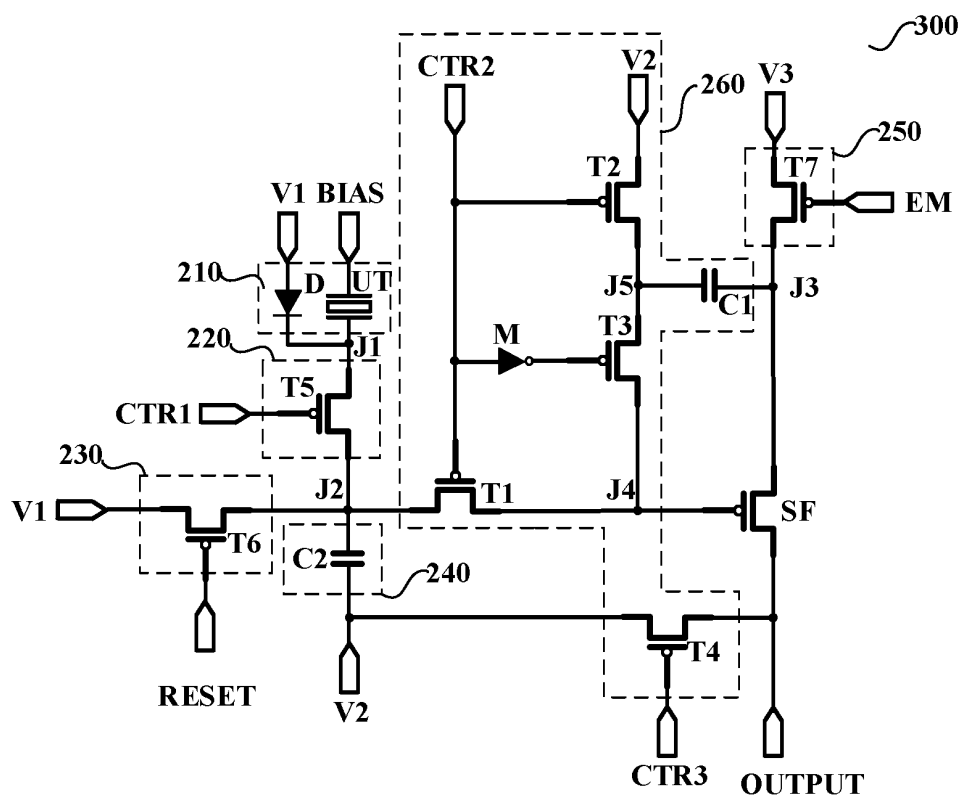 300
CTR2
V2
V3
260
250
T2
T7
EM
V1 BIAS
210
D
UT
J5
C1
J3
M
T3
J1
220
T5
CTR1
230
J2
T1
J4
SF
V1
T6
C2
240
T4
RESET
V2
CTR3
OUTPUT